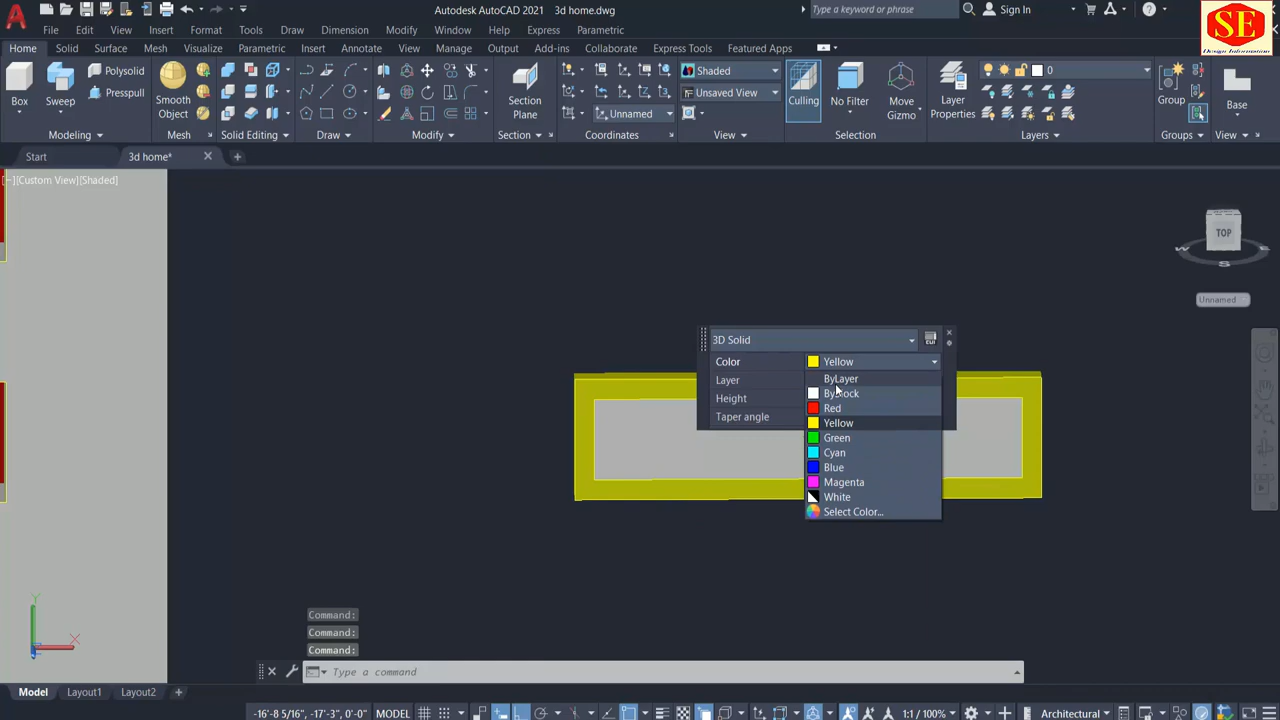 Autodesk AutoCAD 2021 3d home.dwg
Type a keyword or phrase
Sign In
SE
Design Information
File Edit View Insert Format Tools Draw Dimension Modify Window Help Express Parametric
Home Solid Surface Mesh Visualize Parametric Insert Annotate View Manage Output Add-ins Collaborate Express Tools Featured Apps
Box
Sweep
Polysolid
Presspull
Smooth
Object
Section
Plane
Unnamed
Shaded
Unsaved View
Culling
No Filter
Move
Gizmo
Layer
Properties
0
Group
Base
Modeling
Mesh
Solid Editing
Draw
Modify
Section
Coordinates
View
Selection
Layers
Groups
View
Start
3d home*
[−][Custom View][Shaded]
TOP
W
S
Unnamed
3D Solid
Color
Yellow
Layer
Height
Taper angle
ByLayer
ByBlock
Red
Yellow
Green
Cyan
Blue
Magenta
White
Select Color...
Y
X
Command:
Command:
Command:
Type a command
Model Layout1 Layout2
-16'-8 5/16", -17'-3", 0'-0" MODEL
1:1 / 100%
Architectural